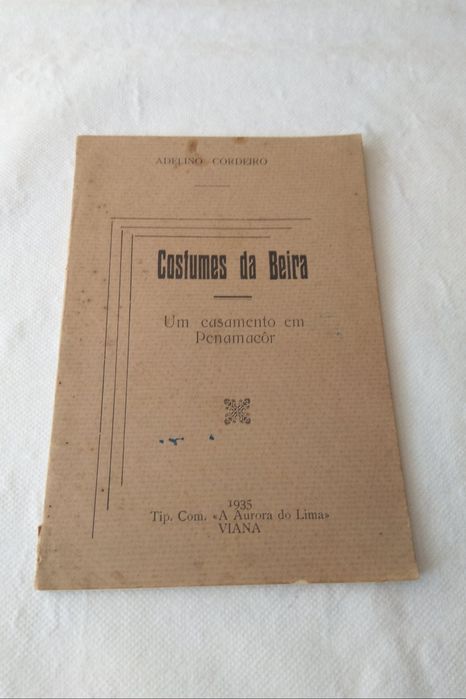 ADELINO CORDEIRO
Costumes da Beira
Um casamento em
Penamacôr
1935
Tip. Com. «A Aurora do Lima»
VIANA